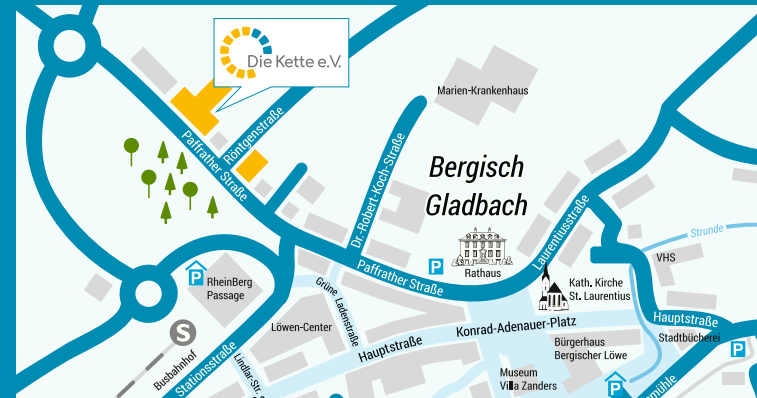 Die Kette e.V.
Marien-Krankenhaus
Röntgenstraße
Paffrather Straße
Dr.-Robert-Koch-Straße
Bergisch
Gladbach
Laurentiusstraße
Strunde
Rathaus
P
VHS
Paffrather Straße
Kath. Kirche
St. Laurentius
P
RheinBerg
Passage
Grüne Ladenstraße
Hauptstraße
Konrad-Adenauer-Platz
Löwen-Center
S
Busbahnhof
Stationsstraße
Hauptstraße
Bürgerhaus
Bergischer Löwe
Stadtbücherei
P
Lindlar-Str.
Museum
Villa Zanders
P